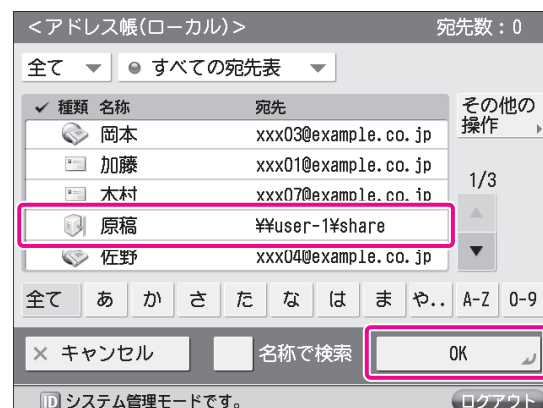 <アドレス帳(ローカル)> 宛先数：0
全て すべての宛先表
種類 名称 宛先 その他の操作
岡本 xxx03@example.co.jp
加藤 xxx01@example.co.jp
1/3
木村 xxx07@example.co.jp
原稿 ¥¥user-1¥share
佐野 xxx04@example.co.jp
全て あ か さ た な は ま や.. A-Z 0-9
× キャンセル 名称で検索 OK
ID システム管理モードです。 ログアウト